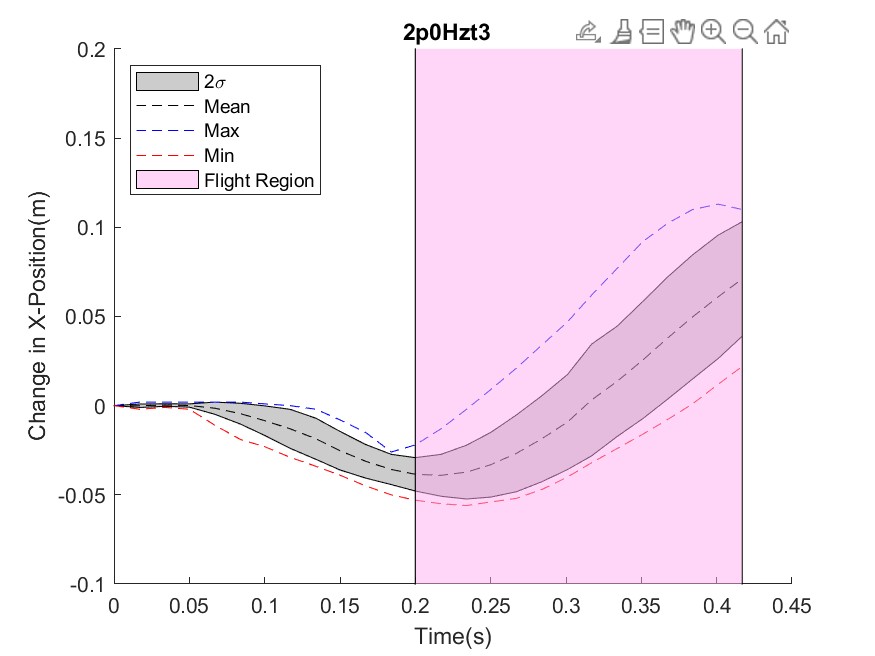 2p0Hzt3
0.2
0.15
0.1
0.05
0
-0.05
-0.1
Change in X-Position(m)
2σ
Mean
Max
Min
Flight Region
0 0.05 0.1 0.15 0.2 0.25 0.3 0.35 0.4 0.45
Time(s)